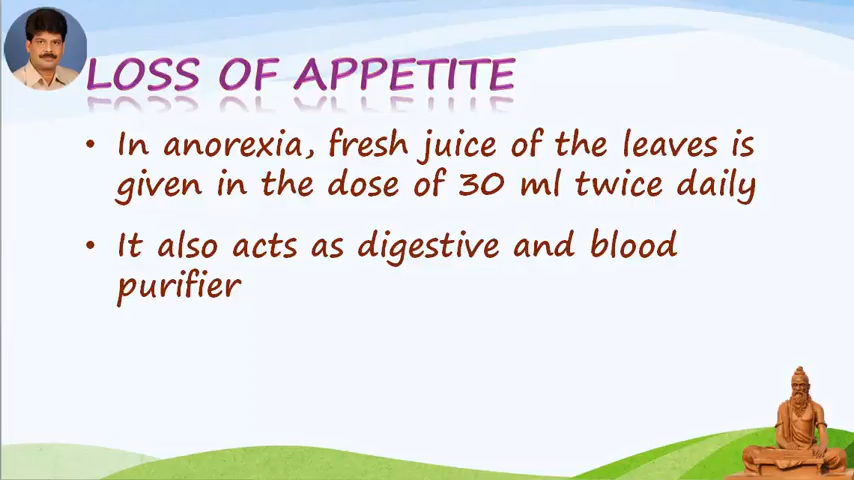 LOSS OF APPETITE
• In anorexia, fresh juice of the leaves is
given in the dose of 30 ml twice daily
• It also acts as digestive and blood
purifier